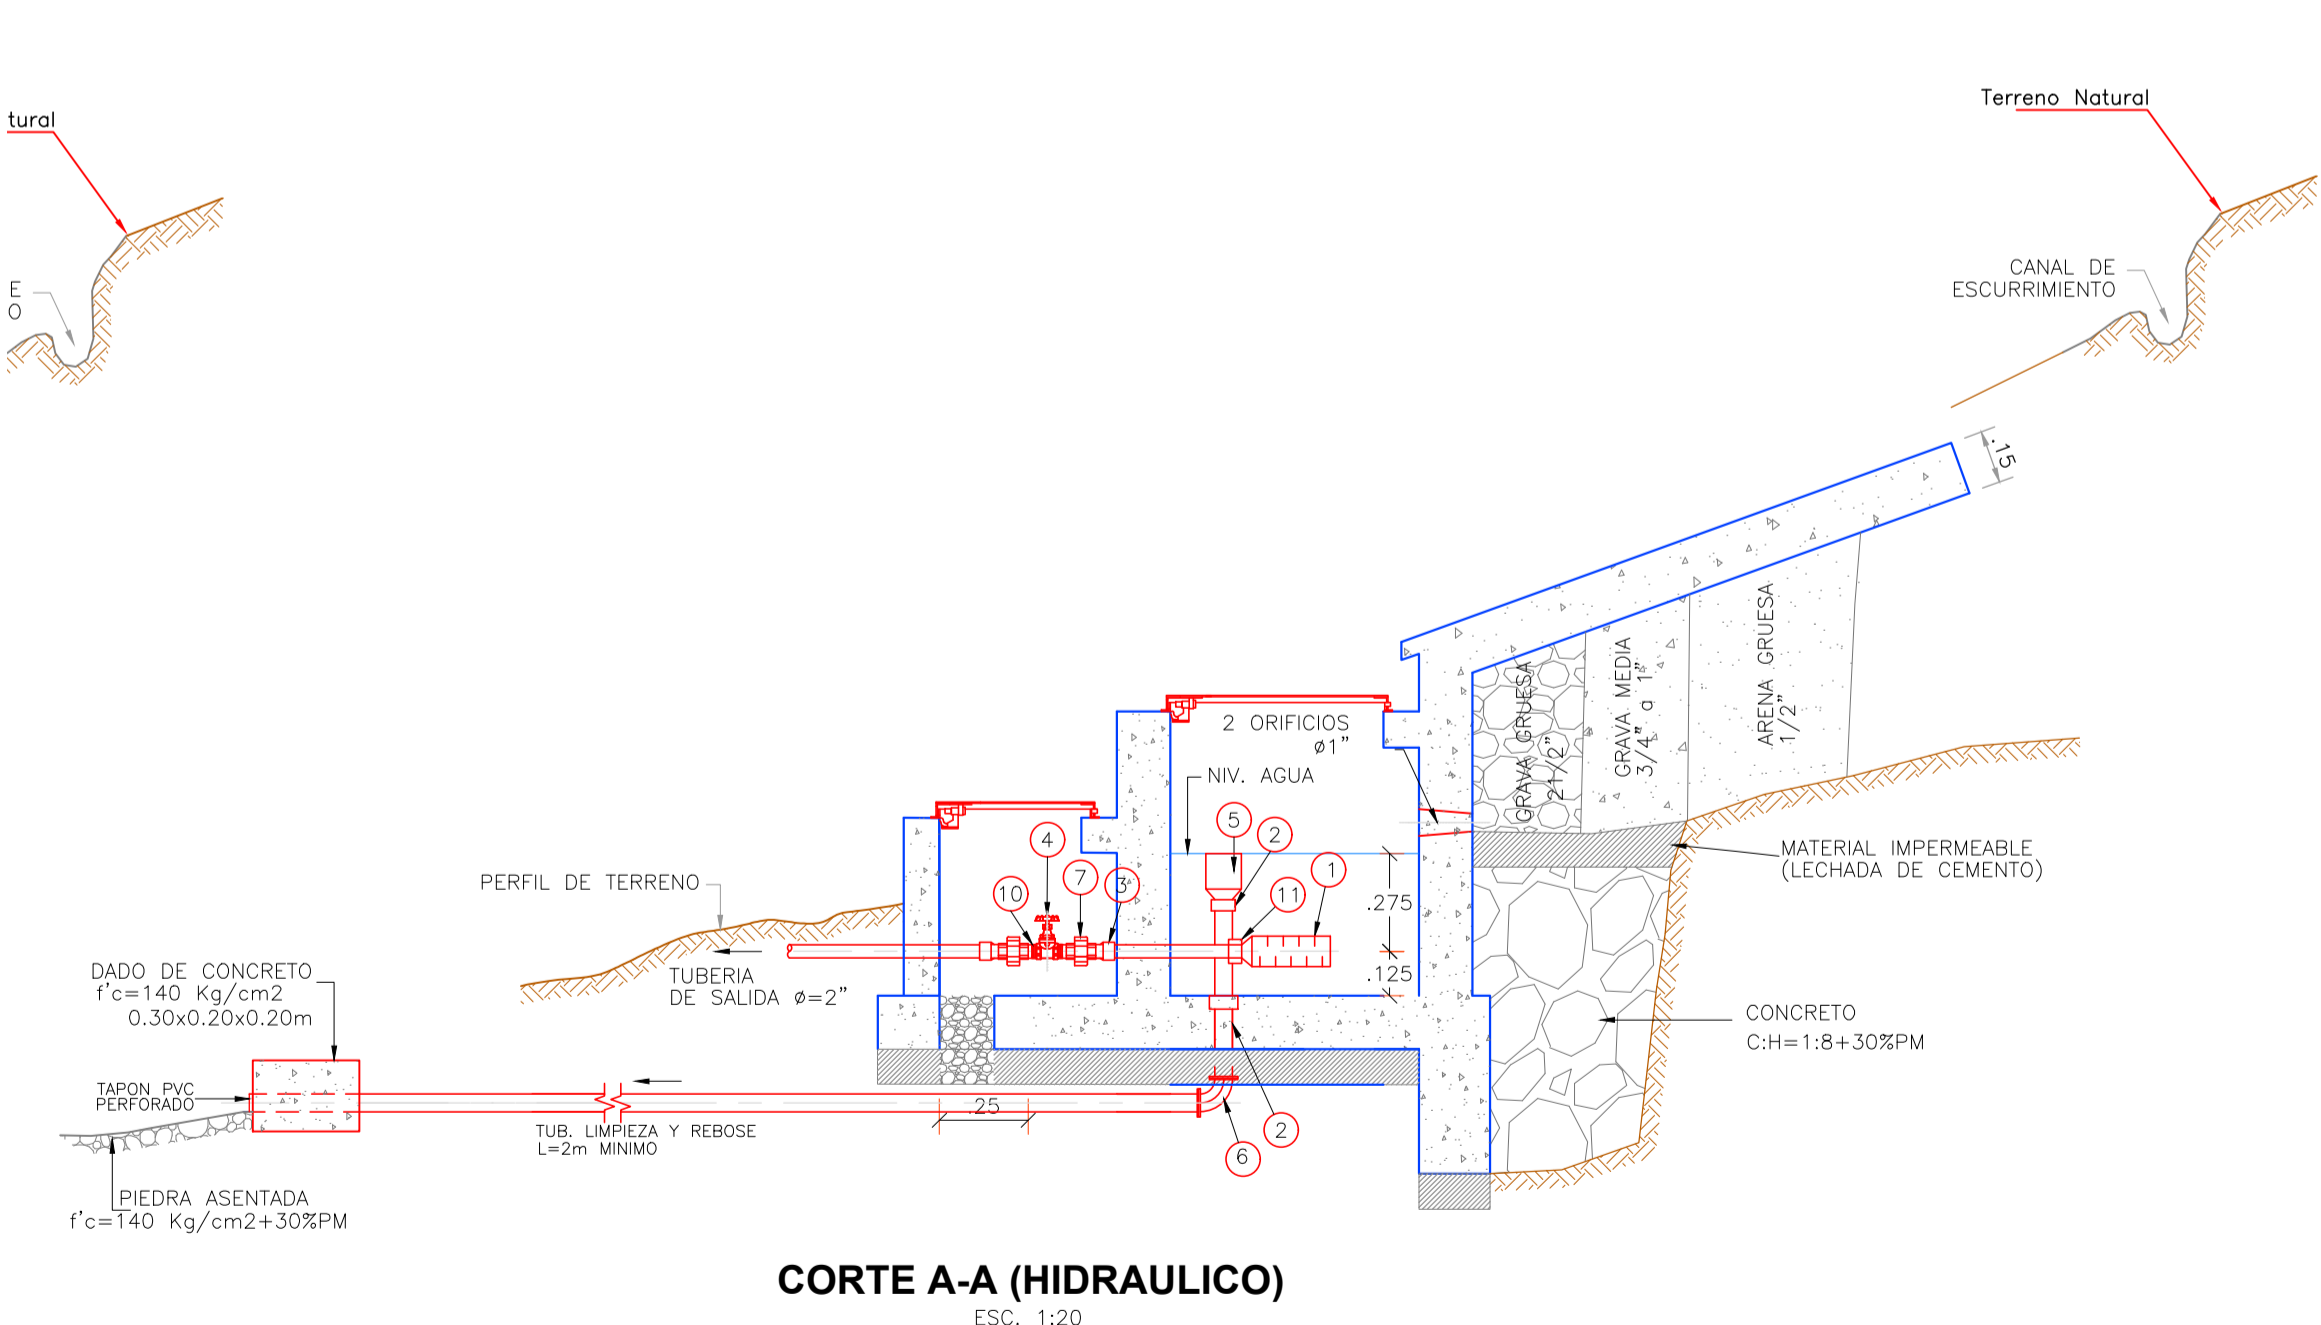 tural
Terreno Natural
E
O
CANAL DE
ESCURRIMIENTO
.15
2 ORIFICIOS
ø1"
NIV. AGUA
GRAVA GRUESA
2 1/2"
GRAVA MEDIA
3/4" a 1"
ARENA GRUESA
1/2"
MATERIAL IMPERMEABLE
(LECHADA DE CEMENTO)
PERFIL DE TERRENO
4
10
7
3
5
2
11
1
.275
.125
TUBERIA
DE SALIDA ø=2"
DADO DE CONCRETO
f'c=140 Kg/cm2
0.30x0.20x0.20m
CONCRETO
C:H=1:8+30%PM
TAPON PVC
PERFORADO
.25
TUB. LIMPIEZA Y REBOSE
L=2m MINIMO
2
6
PIEDRA ASENTADA
f'c=140 Kg/cm2+30%PM
CORTE A-A (HIDRAULICO)
ESC. 1:20